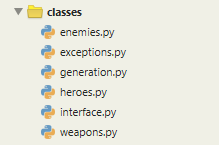 classes
enemies.py
exceptions.py
generation.py
heroes.py
interface.py
weapons.py